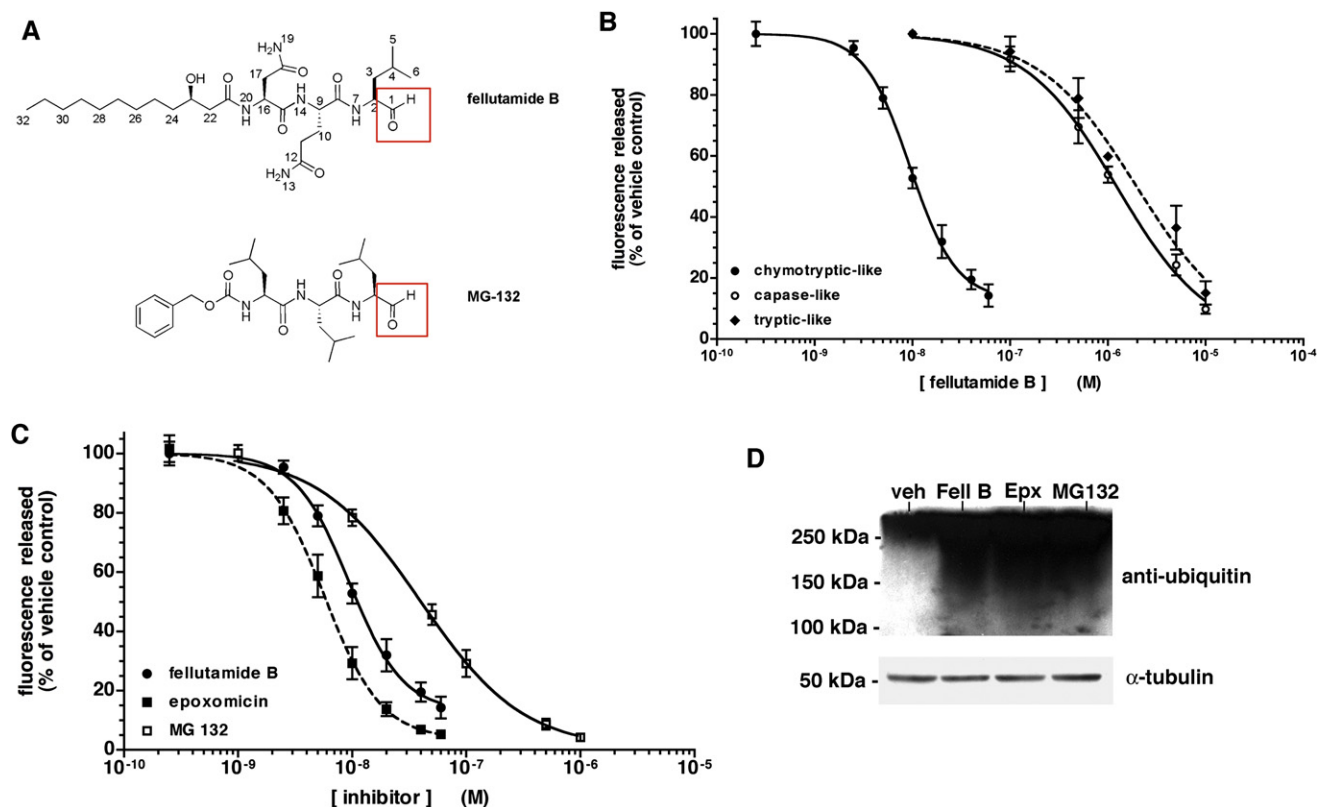 A
fellutamide B
32 30 28 26 24 22
OH
O
N
H
20
17
19
H2N
O
16
O
14
HN
9
10
12
O
H2N
13
O
7
N
H
3
4
5
6
2
1
H
O
MG-132
O
O
N
H
O
H
N
O
N
H
H
O
B
fluorescence released
(% of vehicle control)
100
80
60
40
20
0
chymotryptic-like
capase-like
tryptic-like
10-10 10-9 10-8 10-7 10-6 10-5 10-4
[ fellutamide B ] (M)
C
fluorescence released
(% of vehicle control)
100
80
60
40
20
0
fellutamide B
epoxomicin
MG 132
10-10 10-9 10-8 10-7 10-6 10-5
[ inhibitor ] (M)
D
veh Fell B Epx MG132
250 kDa -
150 kDa -
100 kDa -
anti-ubiquitin
50 kDa -
α-tubulin